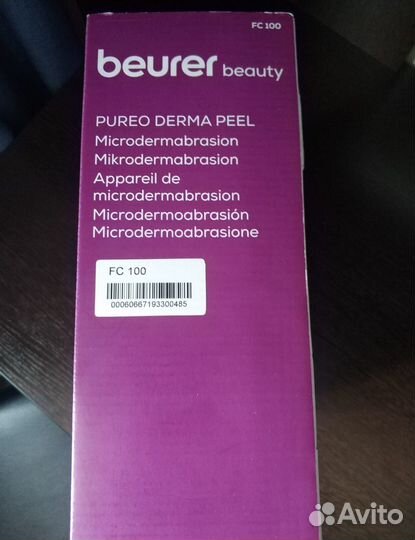 FC 100
beurer beauty
PUREO DERMA PEEL
Microdermabrasion
Mikrodermabrasion
Appareil de
microdermabrasion
Microdermoabrasión
Microdermoabrasione
FC 100
00060667193300485
Avito